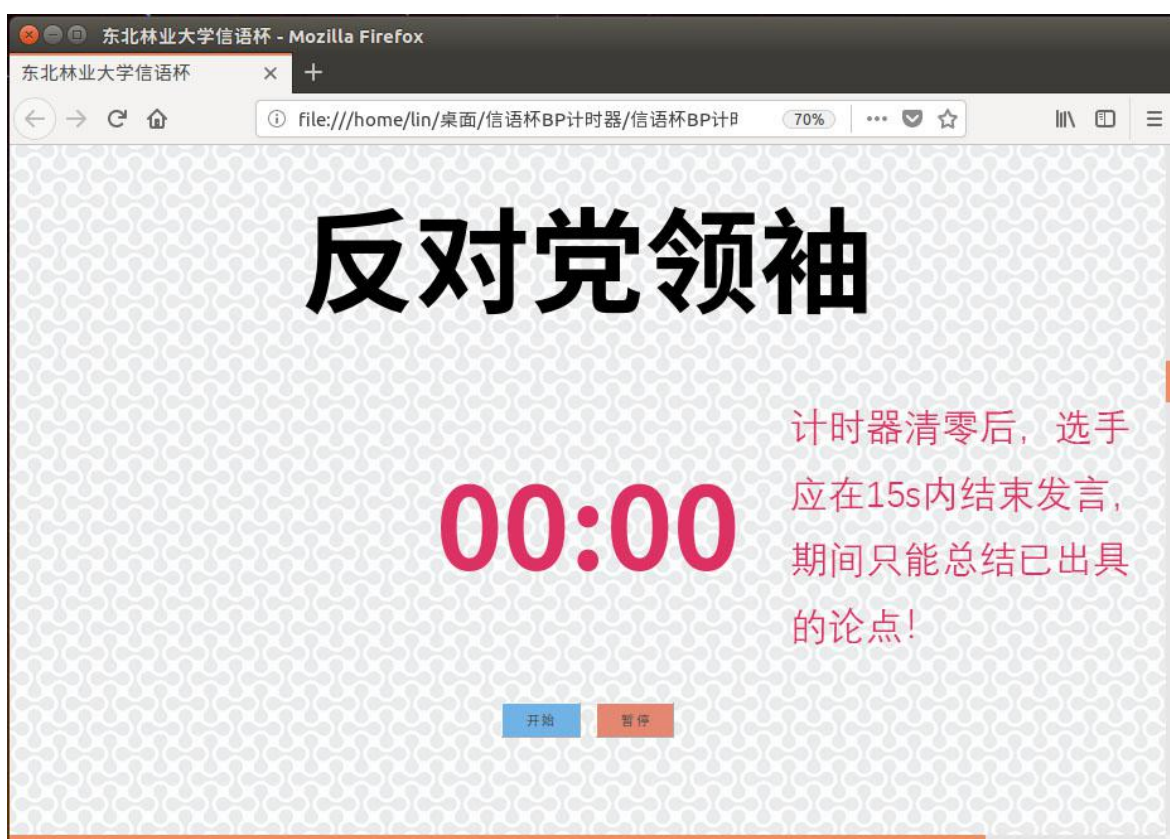 东北林业大学信语杯 - Mozilla Firefox
东北林业大学信语杯
file:///home/lin/桌面/信语杯BP计时器/信语杯BP计时
70%
反对党领袖
计时器清零后，选手
应在15s内结束发言，
期间只能总结已出具
的论点！
00:00
开始 暂停